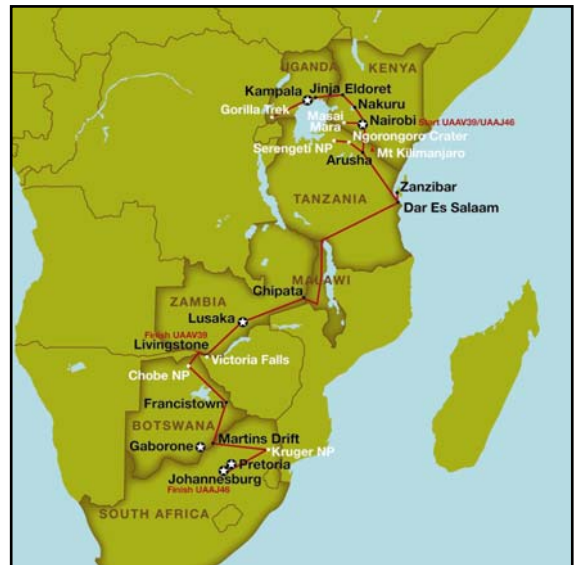 UGANDA
KENYA
Kampala
Jinja
Eldoret
Gorilla Trek
Nakuru
Masai
Mara
Nairobi
Start UAAV39/UAAJ46
Ngorongoro Crater
Serengeti NP
Mt Kilimanjaro
Arusha
Zanzibar
TANZANIA
Dar Es Salaam
MALAWI
Chipata
ZAMBIA
Lusaka
Finish UAAV39
Livingstone
Victoria Falls
Chobe NP
Francistown
BOTSWANA
Martins Drift
Gaborone
Kruger NP
Pretoria
Johannesburg
Finish UAAJ46
SOUTH AFRICA